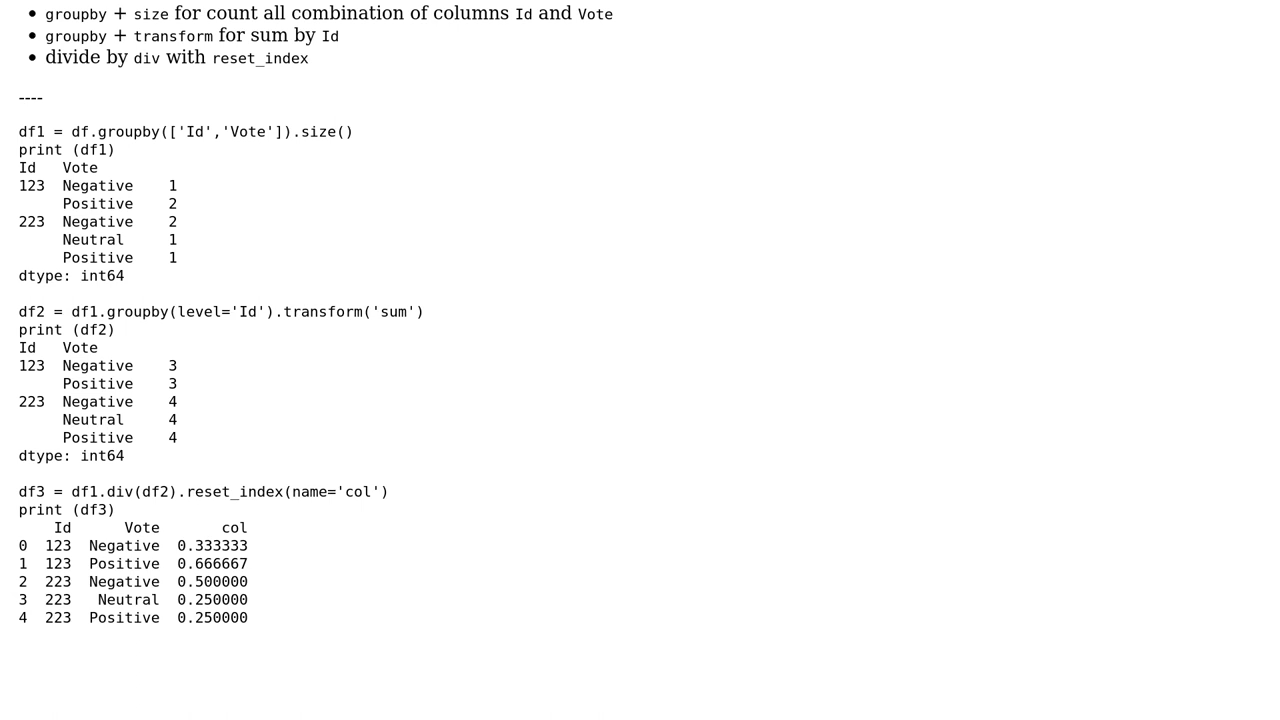 • groupby + size for count all combination of columns Id and Vote
• groupby + transform for sum by Id
• divide by div with reset_index
----
df1 = df.groupby(['Id','Vote']).size()
print (df1)
Id   Vote
123  Negative    1
     Positive    2
223  Negative    2
     Neutral     1
     Positive    1
dtype: int64

df2 = df1.groupby(level='Id').transform('sum')
print (df2)
Id   Vote
123  Negative    3
     Positive    3
223  Negative    4
     Neutral     4
     Positive    4
dtype: int64

df3 = df1.div(df2).reset_index(name='col')
print (df3)
    Id      Vote       col
0  123  Negative  0.333333
1  123  Positive  0.666667
2  223  Negative  0.500000
3  223   Neutral  0.250000
4  223  Positive  0.250000